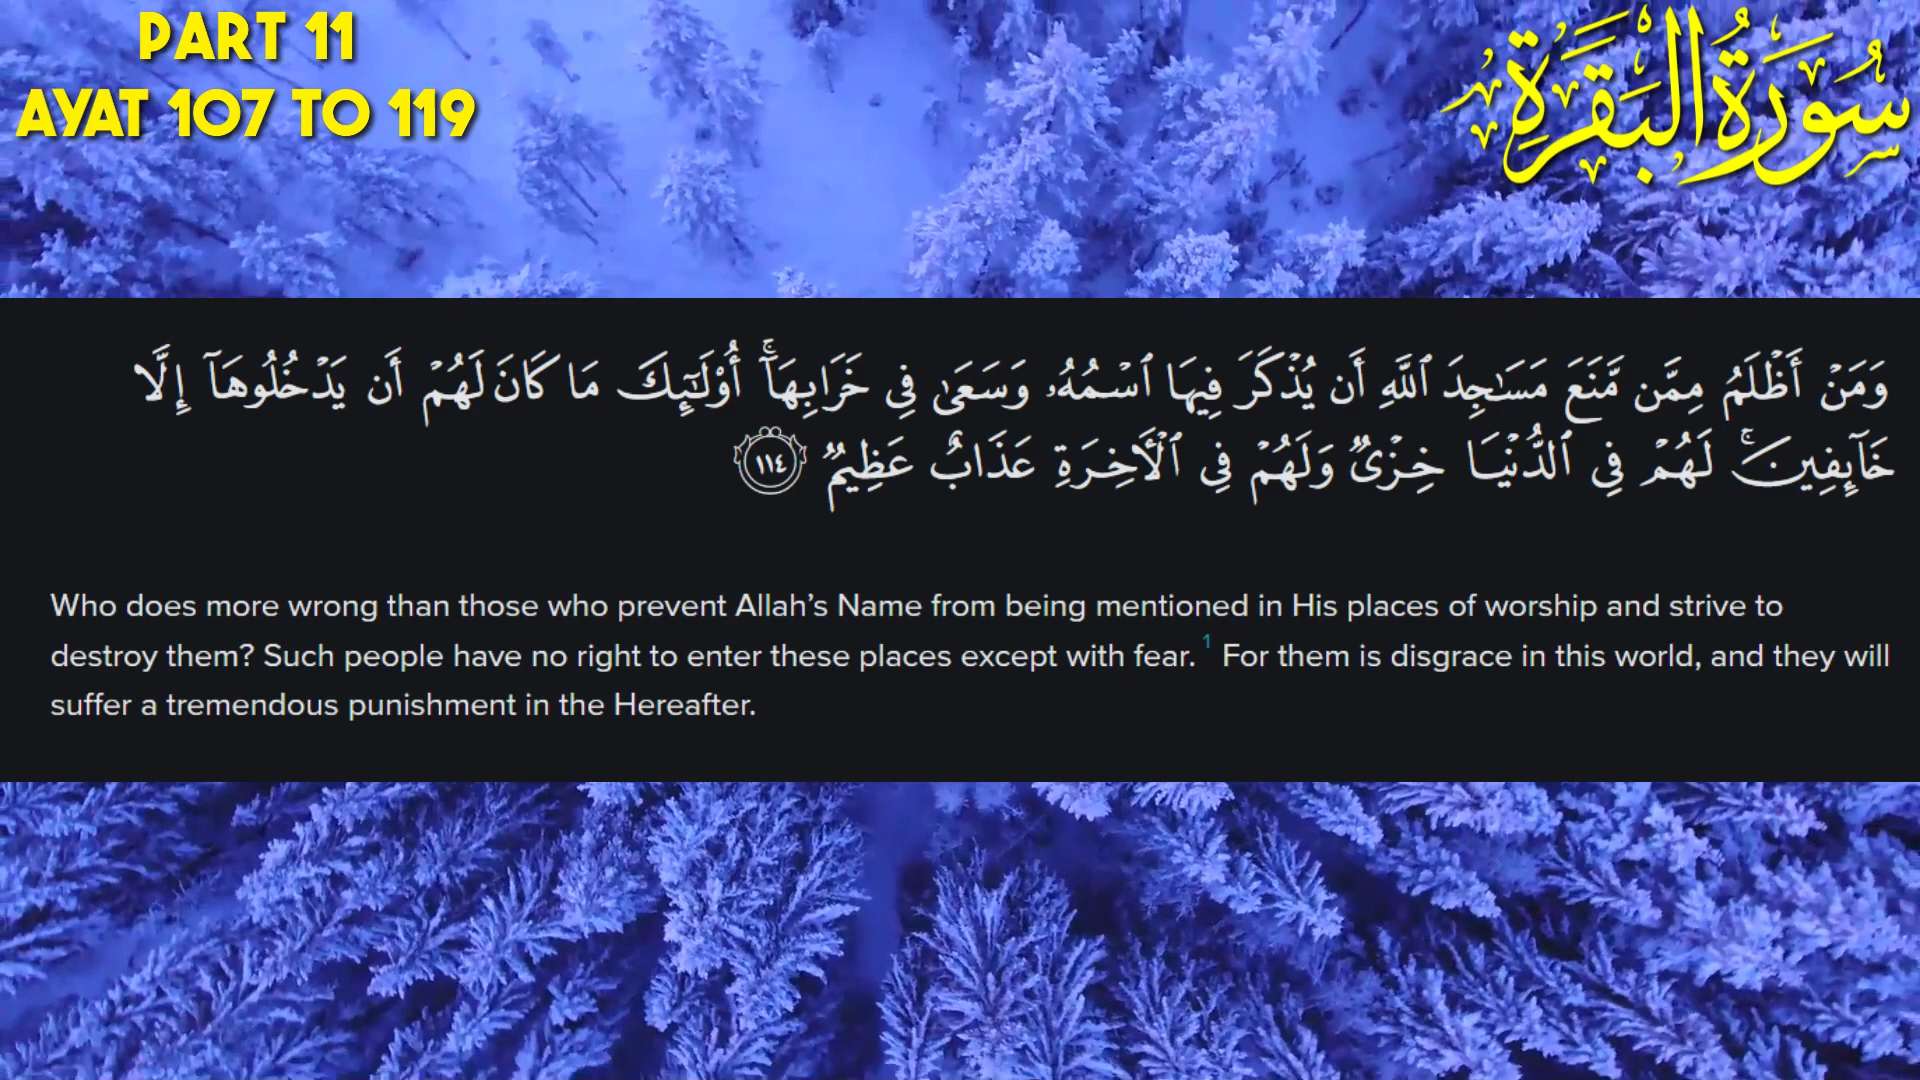 PART 11
AYAT 107 TO 119
سُورَةُ البَقَرَةِ
وَمَنْ أَظْلَمُ مِمَّن مَّنَعَ مَسَـٰجِدَ ٱللَّهِ أَن يُذْكَرَ فِيهَا ٱسْمُهُۥ وَسَعَىٰ فِى خَرَابِهَآ ۚ أُو۟لَـٰٓئِكَ مَا كَانَ لَهُمْ أَن يَدْخُلُوهَآ إِلَّا
خَآئِفِينَ ۚ لَهُمْ فِى ٱلدُّنْيَا خِزْىٌ وَلَهُمْ فِى ٱلْـَٔاخِرَةِ عَذَابٌ عَظِيمٌ ١١٤
Who does more wrong than those who prevent Allah’s Name from being mentioned in His places of worship and strive to
destroy them? Such people have no right to enter these places except with fear. 1 For them is disgrace in this world, and they will
suffer a tremendous punishment in the Hereafter.